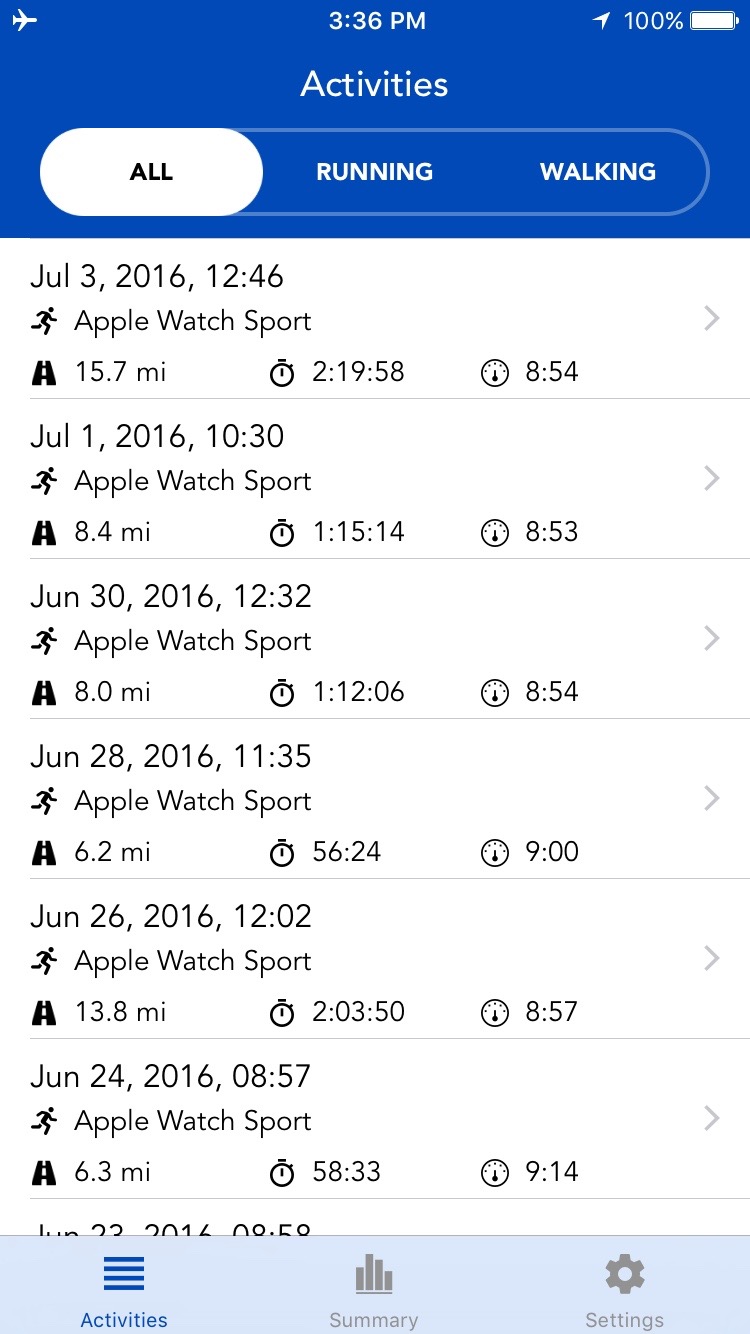 3:36 PM 100%
Activities
ALL RUNNING WALKING
Jul 3, 2016, 12:46
Apple Watch Sport
15.7 mi 2:19:58 8:54
Jul 1, 2016, 10:30
Apple Watch Sport
8.4 mi 1:15:14 8:53
Jun 30, 2016, 12:32
Apple Watch Sport
8.0 mi 1:12:06 8:54
Jun 28, 2016, 11:35
Apple Watch Sport
6.2 mi 56:24 9:00
Jun 26, 2016, 12:02
Apple Watch Sport
13.8 mi 2:03:50 8:57
Jun 24, 2016, 08:57
Apple Watch Sport
6.3 mi 58:33 9:14
Jun 23, 2016, 08:58
Activities Summary Settings